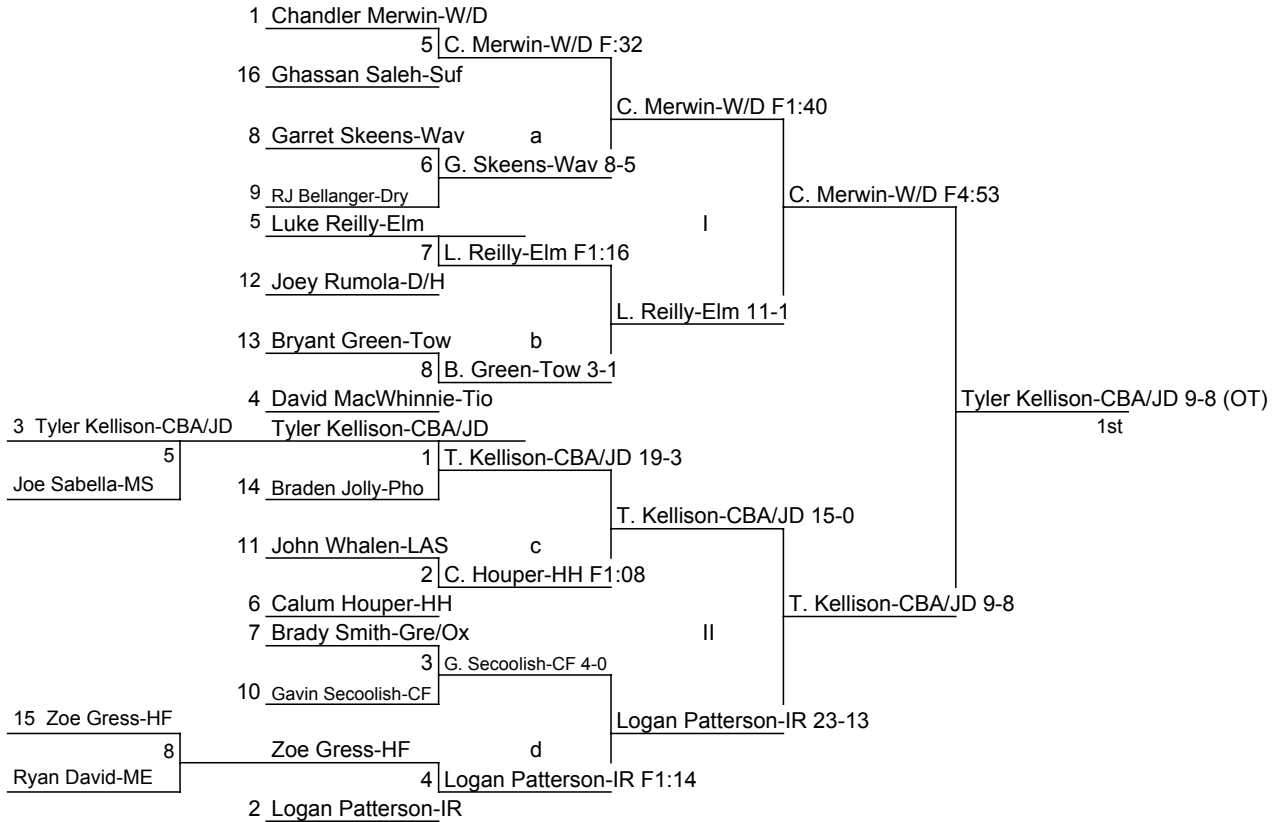 1 Chandler Merwin-W/D
5 C. Merwin-W/D F:32
16 Ghassan Saleh-Suf
C. Merwin-W/D F1:40
8 Garret Skeens-Wav a
6 G. Skeens-Wav 8-5
9 RJ Bellanger-Dry
C. Merwin-W/D F4:53
5 Luke Reilly-Elm I
7 L. Reilly-Elm F1:16
12 Joey Rumola-D/H
L. Reilly-Elm 11-1
13 Bryant Green-Tow b
8 B. Green-Tow 3-1
4 David MacWhinnie-Tio
Tyler Kellison-CBA/JD 9-8 (OT)
1st
3 Tyler Kellison-CBA/JD
Tyler Kellison-CBA/JD
5
1 T. Kellison-CBA/JD 19-3
Joe Sabella-MS
14 Braden Jolly-Pho
T. Kellison-CBA/JD 15-0
11 John Whalen-LAS c
2 C. Houper-HH F1:08
6 Calum Houper-HH
T. Kellison-CBA/JD 9-8
7 Brady Smith-Gre/Ox II
3 G. Secoolish-CF 4-0
10 Gavin Secoolish-CF
15 Zoe Gress-HF
Logan Patterson-IR 23-13
8
Zoe Gress-HF d
Ryan David-ME
4 Logan Patterson-IR F1:14
2 Logan Patterson-IR